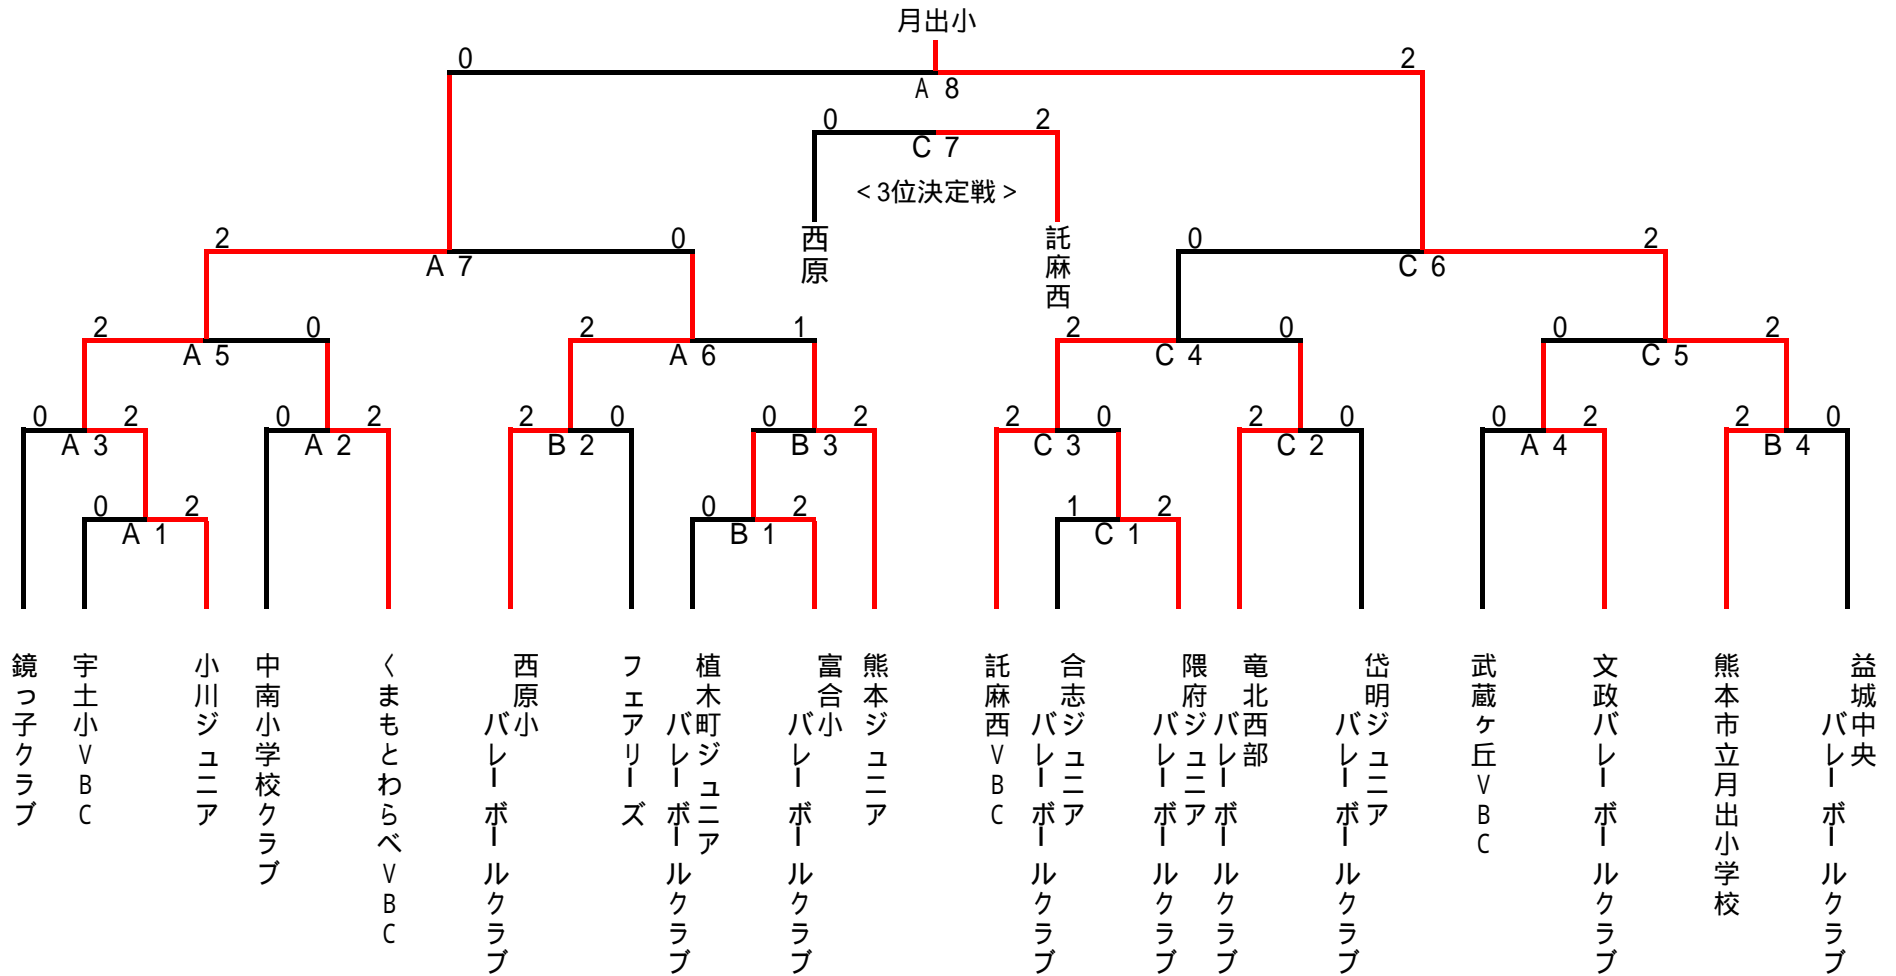 月出小
0 2
A 8
0 2
C 7
<3位決定戦>
西原
託麻西
2 0
A 7
0 2
C 6
2 0
A 5
2 1
A 6
2 0
C 4
0 2
C 5
0 2
A 3
0 2
A 2
2 0
B 2
0 2
B 3
2 0
C 3
2 0
C 2
0 2
A 4
2 0
B 4
0 2
A 1
0 2
B 1
1 2
C 1
鏡っ子クラブ
宇土小VBC
小川ジュニア
中南小学校クラブ
くまもとわらべVBC
西原小
バレーボールクラブ
フェアリーズ
植木町ジュニア
バレーボールクラブ
富合小
バレーボールクラブ
熊本ジュニア
託麻西VBC
合志ジュニア
バレーボールクラブ
隈府ジュニア
バレーボールクラブ
竜北西部
バレーボールクラブ
岱明ジュニア
バレーボールクラブ
武蔵ヶ丘VBC
文政バレーボールクラブ
熊本市立月出小学校
益城中央
バレーボールクラブ